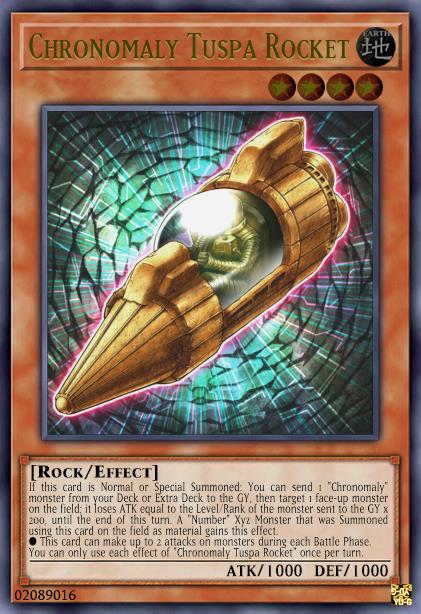 CHRONOMALY TUSPA ROCKET
EARTH
地
[ROCK/EFFECT]
If this card is Normal or Special Summoned: You can send 1 "Chronomaly"
monster from your Deck or Extra Deck to the GY, then target 1 face-up monster
on the field; it loses ATK equal to the Level/Rank of the monster sent to the GY x
200, until the end of this turn. A "Number" Xyz Monster that was Summoned
using this card on the field as material gains this effect.
● This card can make up to 2 attacks on monsters during each Battle Phase.
You can only use each effect of "Chronomaly Tuspa Rocket" once per turn.
ATK/1000 DEF/1000
02089016